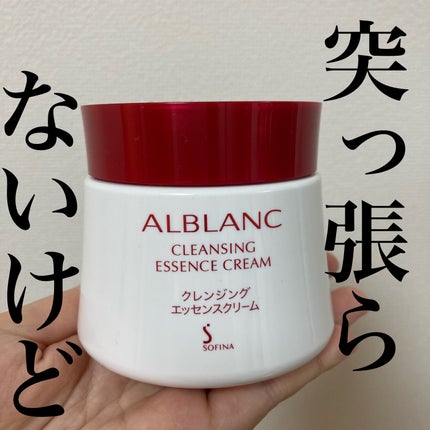 突っ張ら
ないけど
ALBLANC
CLEANSING
ESSENCE CREAM
クレンジング
エッセンスクリーム
SOFINA